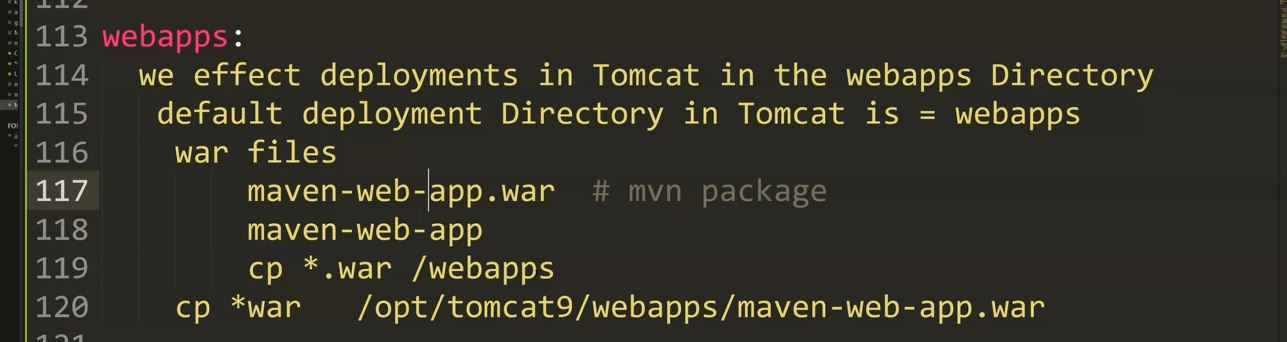 112
113 webapps:
114 we effect deployments in Tomcat in the webapps Directory
115 default deployment Directory in Tomcat is = webapps
116 war files
117 maven-web-app.war # mvn package
118 maven-web-app
119 cp *.war /webapps
120 cp *war /opt/tomcat9/webapps/maven-web-app.war
121